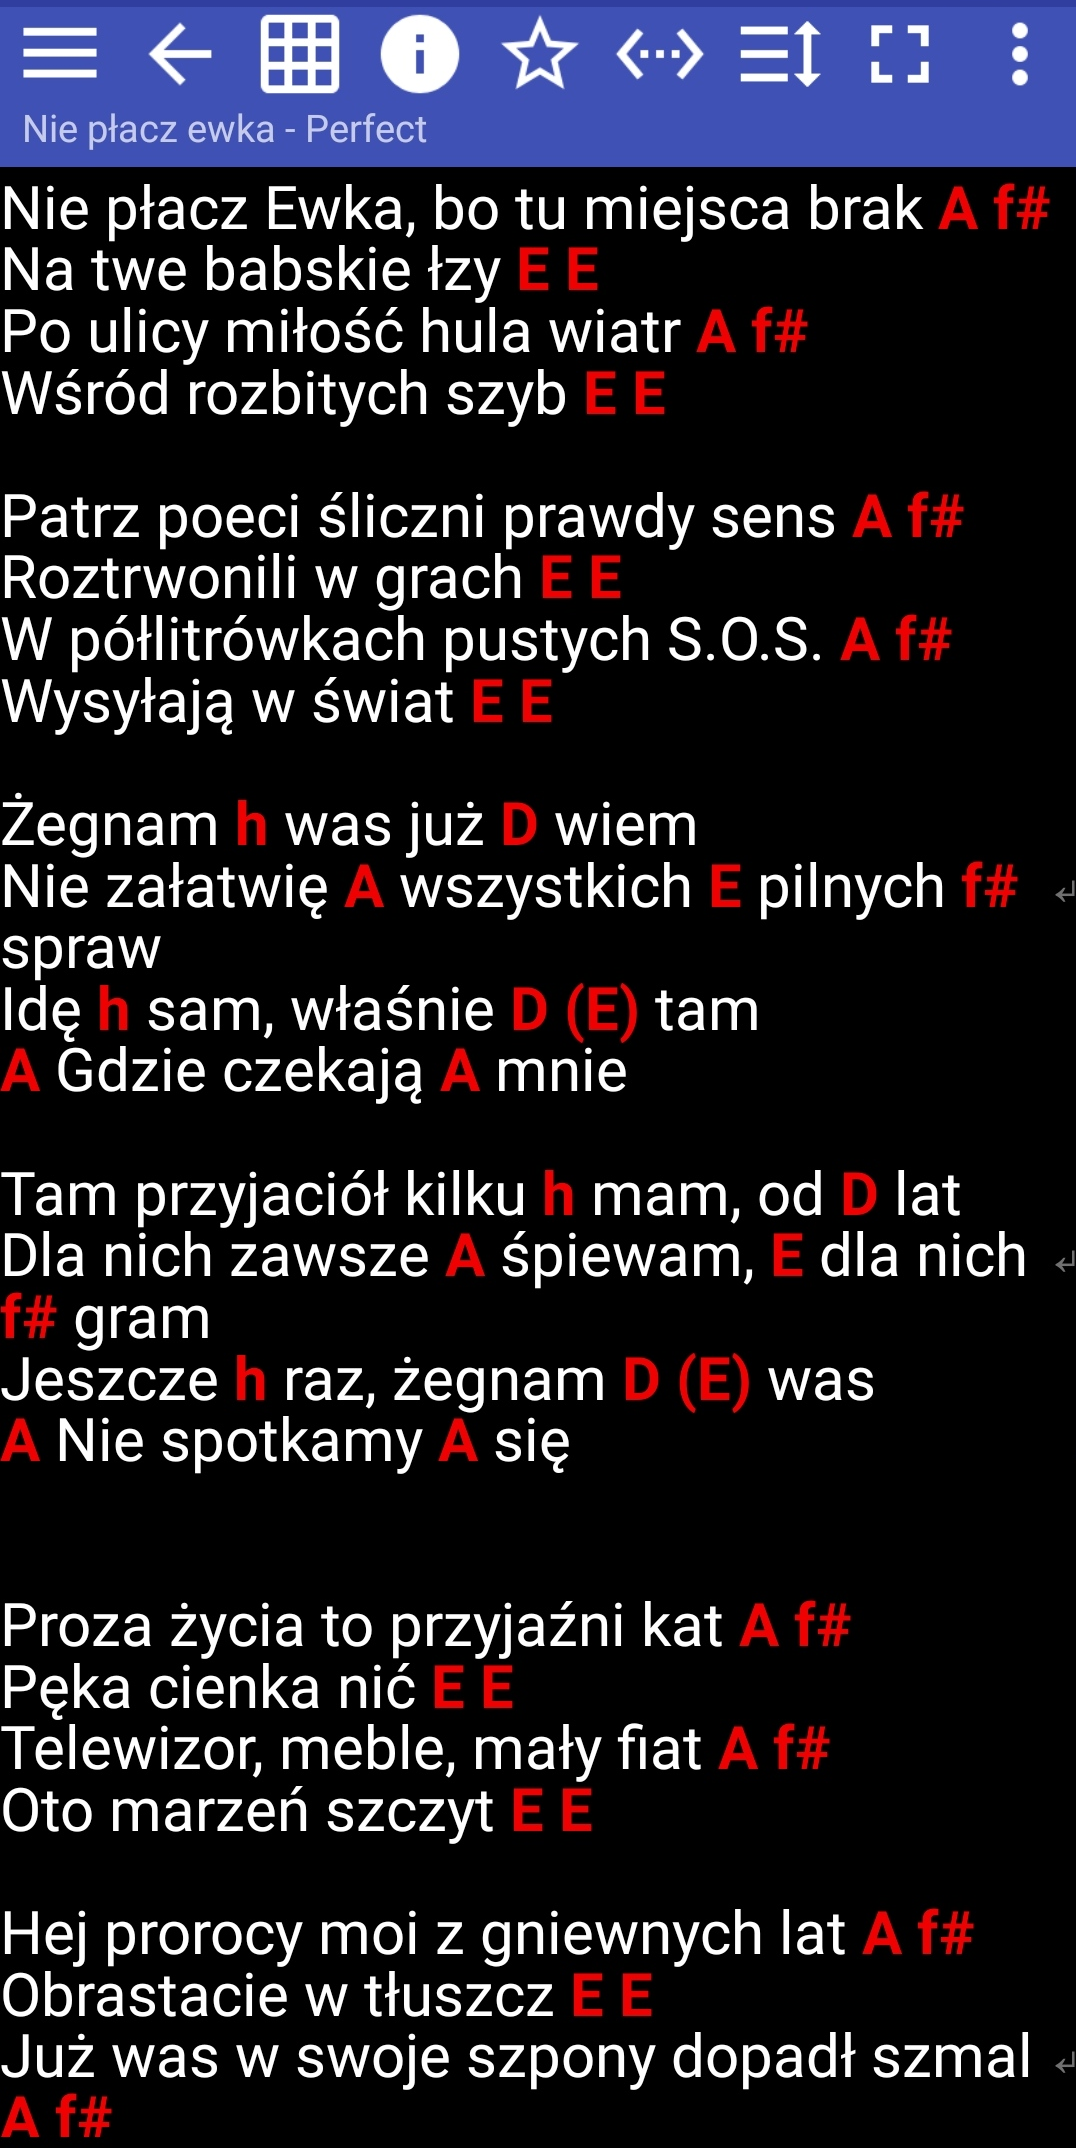 Nie płacz ewka - Perfect
Nie płacz Ewka, bo tu miejsca brak A f#
Na twe babskie łzy E E
Po ulicy miłość hula wiatr A f#
Wśród rozbitych szyb E E
Patrz poeci śliczni prawdy sens A f#
Roztrwonili w grach E E
W półlitrówkach pustych S.O.S. A f#
Wysyłają w świat E E
Żegnam h was już D wiem
Nie załatwię A wszystkich E pilnych f#
spraw
Idę h sam, właśnie D (E) tam
A Gdzie czekają A mnie
Tam przyjaciół kilku h mam, od D lat
Dla nich zawsze A śpiewam, E dla nich
f# gram
Jeszcze h raz, żegnam D (E) was
A Nie spotkamy A się
Proza życia to przyjaźni kat A f#
Pęka cienka nić E E
Telewizor, meble, mały fiat A f#
Oto marzeń szczyt E E
Hej prorocy moi z gniewnych lat A f#
Obrastacie w tłuszcz E E
Już was w swoje szpony dopadł szmal
A f#